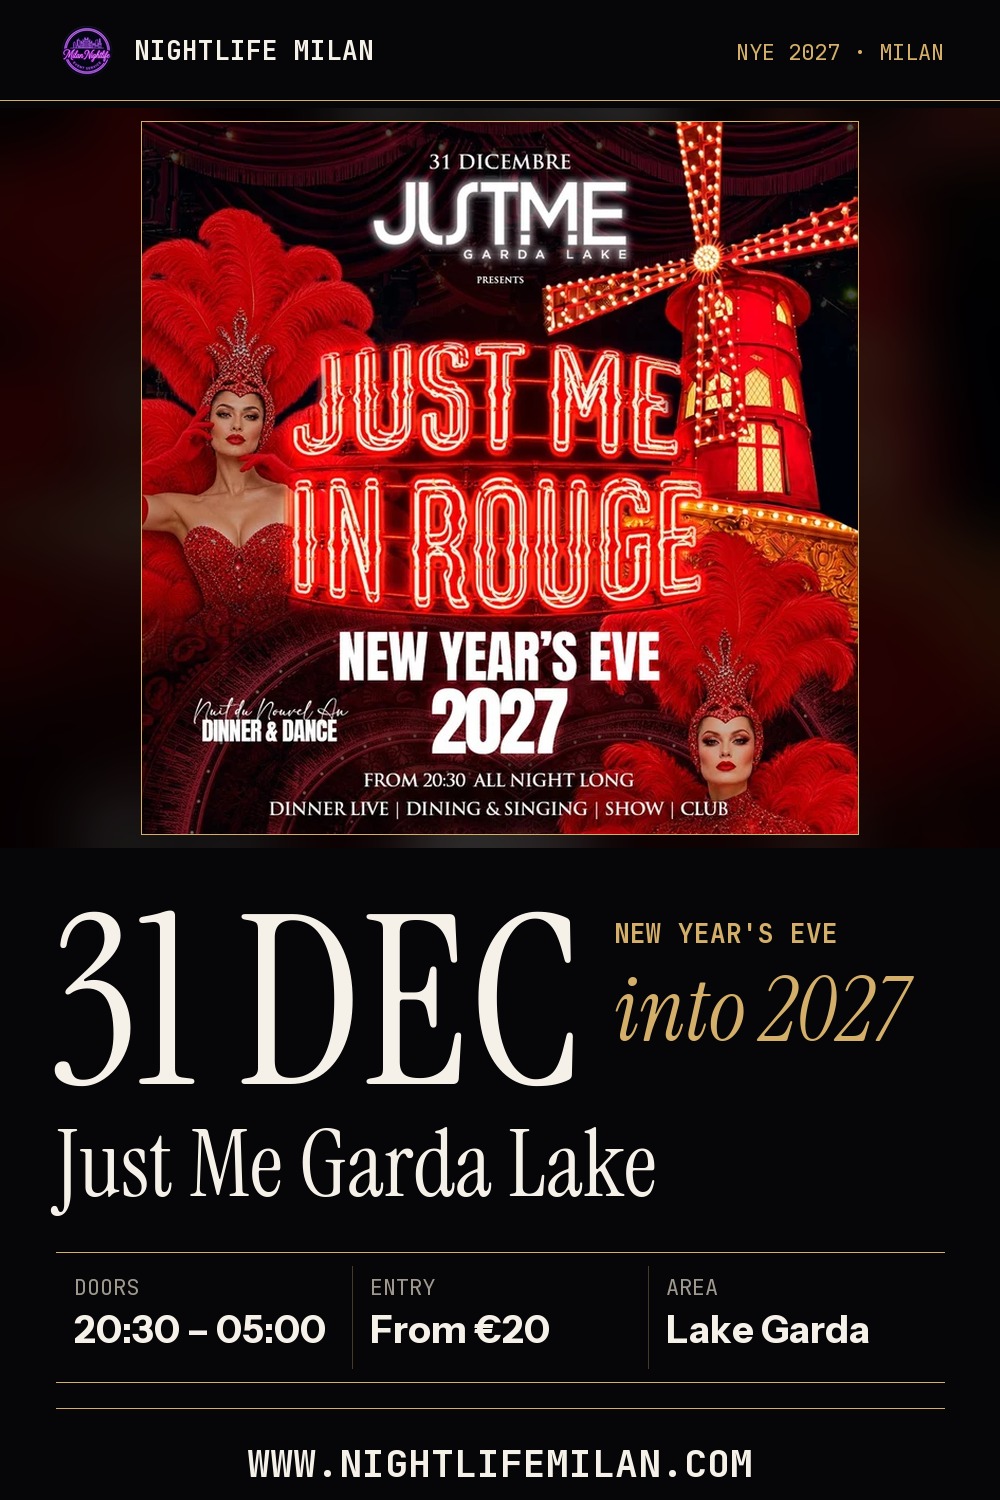 Milan Nightlife
NIGHTLIFE MILAN
NYE 2027 · MILAN
31 DICEMBRE
JUSTME
GARDA LAKE
PRESENTS
JUST ME
IN ROUGE
NEW YEAR'S EVE
2027
Nuit du Nouvel An
DINNER & DANCE
FROM 20:30 ALL NIGHT LONG
DINNER LIVE | DINING & SINGING | SHOW | CLUB
31 DEC
NEW YEAR'S EVE
into 2027
Just Me Garda Lake
DOORS
20:30 – 05:00
ENTRY
From €20
AREA
Lake Garda
WWW.NIGHTLIFEMILAN.COM